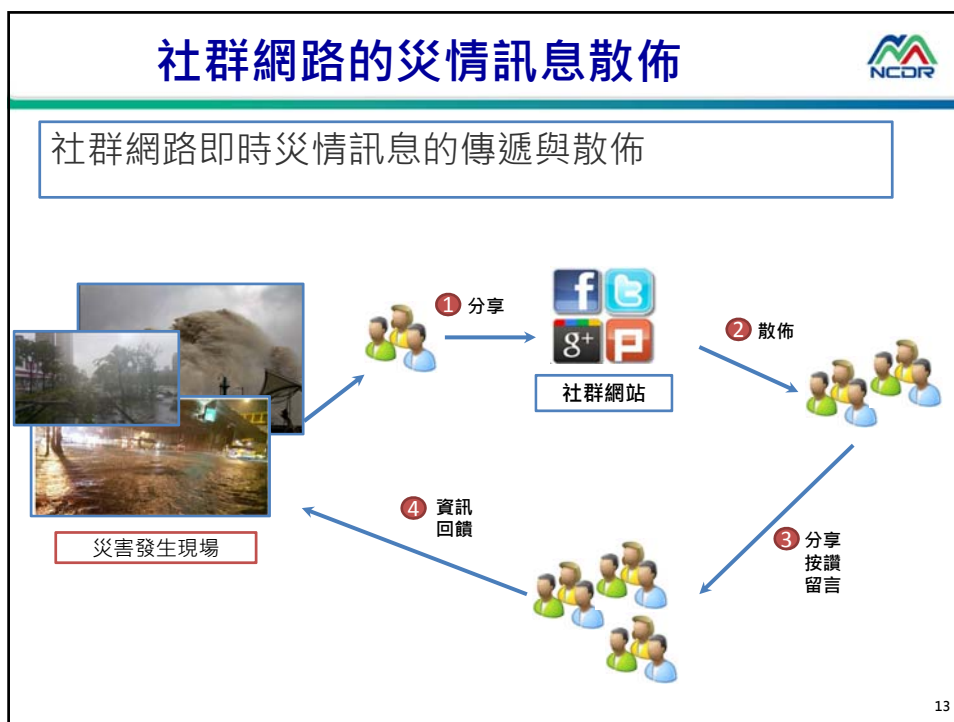 社群網路的災情訊息散佈
NCDR
社群網路即時災情訊息的傳遞與散佈
1 分享
f t
g+ P
社群網站
2 散佈
3 分享
按讚
留言
4 資訊
回饋
災害發生現場
13